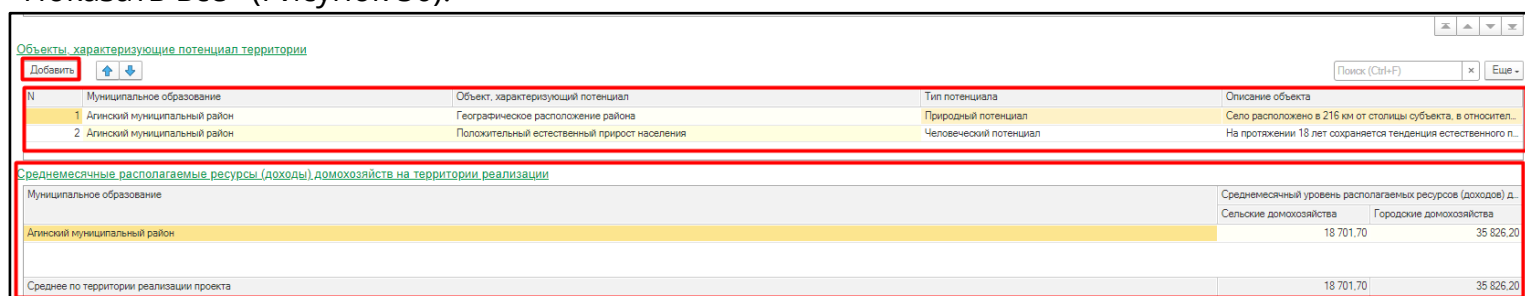 Объекты, характеризующие потенциал территории
Добавить Поиск (Ctrl+F) × Еще
N Муниципальное образование Объект, характеризующий потенциал Тип потенциала Описание объекта
1 Агинский муниципальный район Географическое расположение района Природный потенциал Село расположено в 216 км от столицы субъекта, в относител...
2 Агинский муниципальный район Положительный естественный прирост населения Человеческий потенциал На протяжении 18 лет сохраняется тенденция естественного п...
Среднемесячные располагаемые ресурсы (доходы) домохозяйств на территории реализации
Муниципальное образование Среднемесячный уровень располагаемых ресурсов (доходов) д...
Сельские домохозяйства Городские домохозяйства
Агинский муниципальный район 18 701,70 35 826,20
Среднее по территории реализации проекта 18 701,70 35 826,20